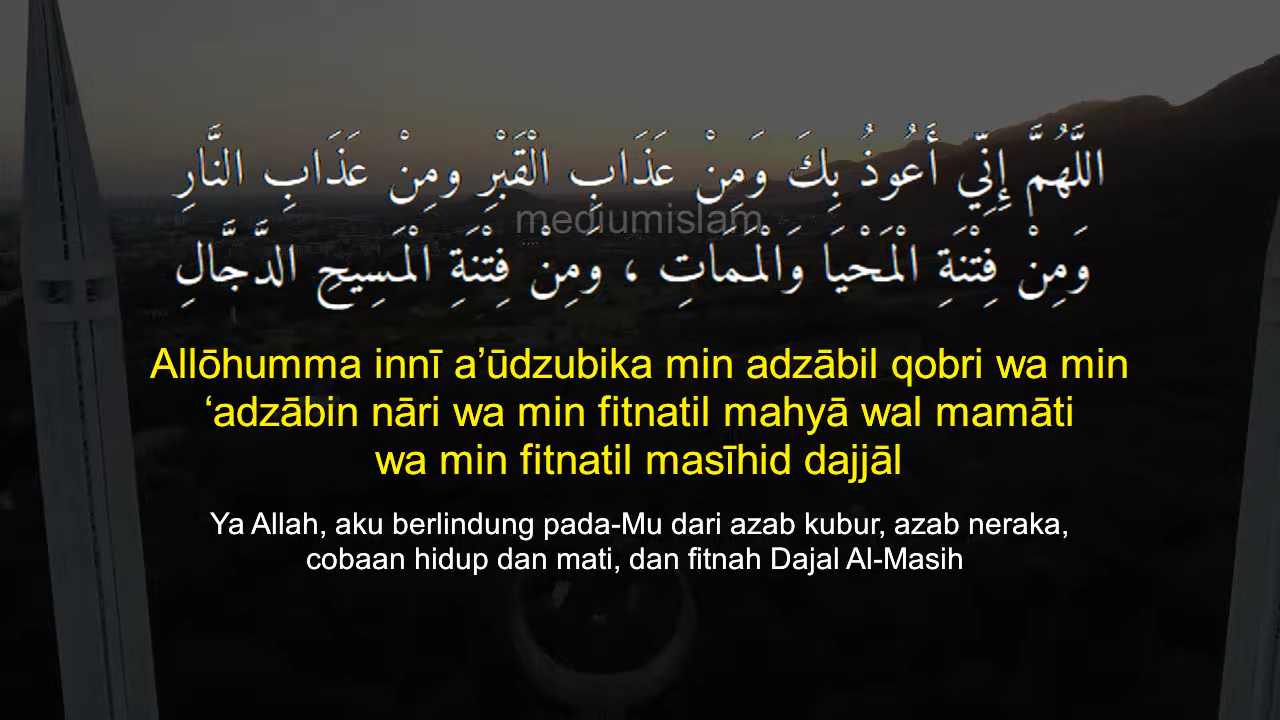 اللَّهُمَّ إِنِّي أَعُوذُ بِكَ وَمِنْ عَذَابِ الْقَبْرِ ومِنْ عَذَابِ النَّارِ
mediumislam
وَمِنْ فِتْنَةِ الْمَحْيَا وَالْمَمَاتِ ، وَمِنْ فِتْنَةِ الْمَسِيحِ الدَّجَّالِ
Allōhumma innī a’ūdzubika min adzābil qobri wa min
‘adzābin nāri wa min fitnatil mahyā wal mamāti
wa min fitnatil masīhid dajjāl
Ya Allah, aku berlindung pada-Mu dari azab kubur, azab neraka,
cobaan hidup dan mati, dan fitnah Dajal Al-Masih